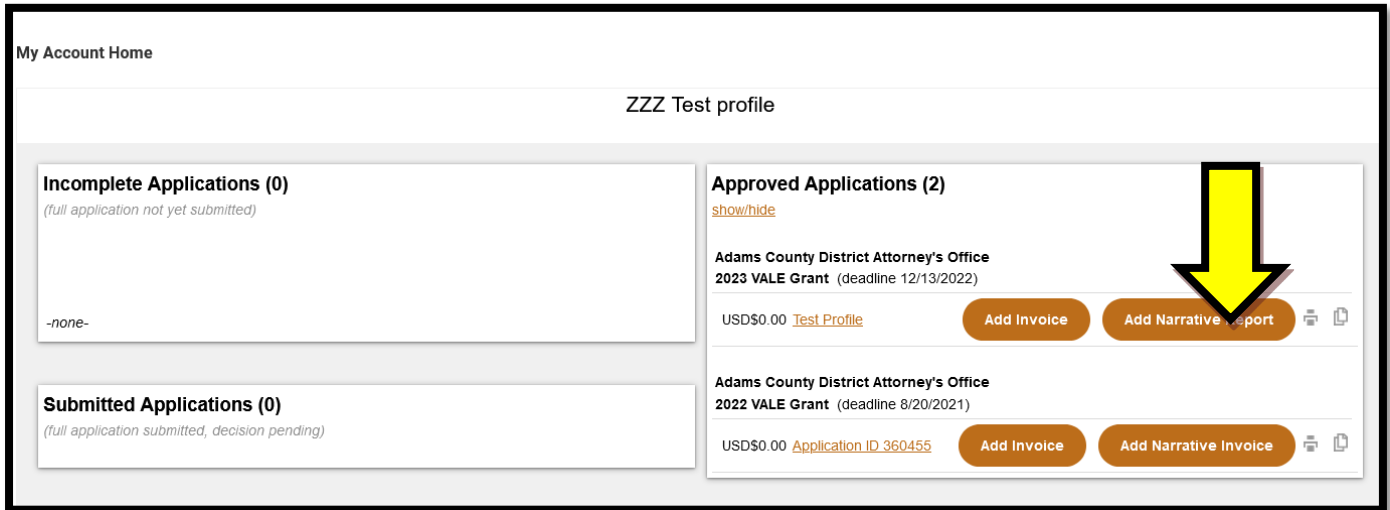 My Account Home
ZZZ Test profile
Incomplete Applications (0)
(full application not yet submitted)
-none-
Submitted Applications (0)
(full application submitted, decision pending)
Approved Applications (2)
show/hide
Adams County District Attorney's Office
2023 VALE Grant (deadline 12/13/2022)
USD$0.00 Test Profile Add Invoice Add Narrative Report
Adams County District Attorney's Office
2022 VALE Grant (deadline 8/20/2021)
USD$0.00 Application ID 360455 Add Invoice Add Narrative Invoice